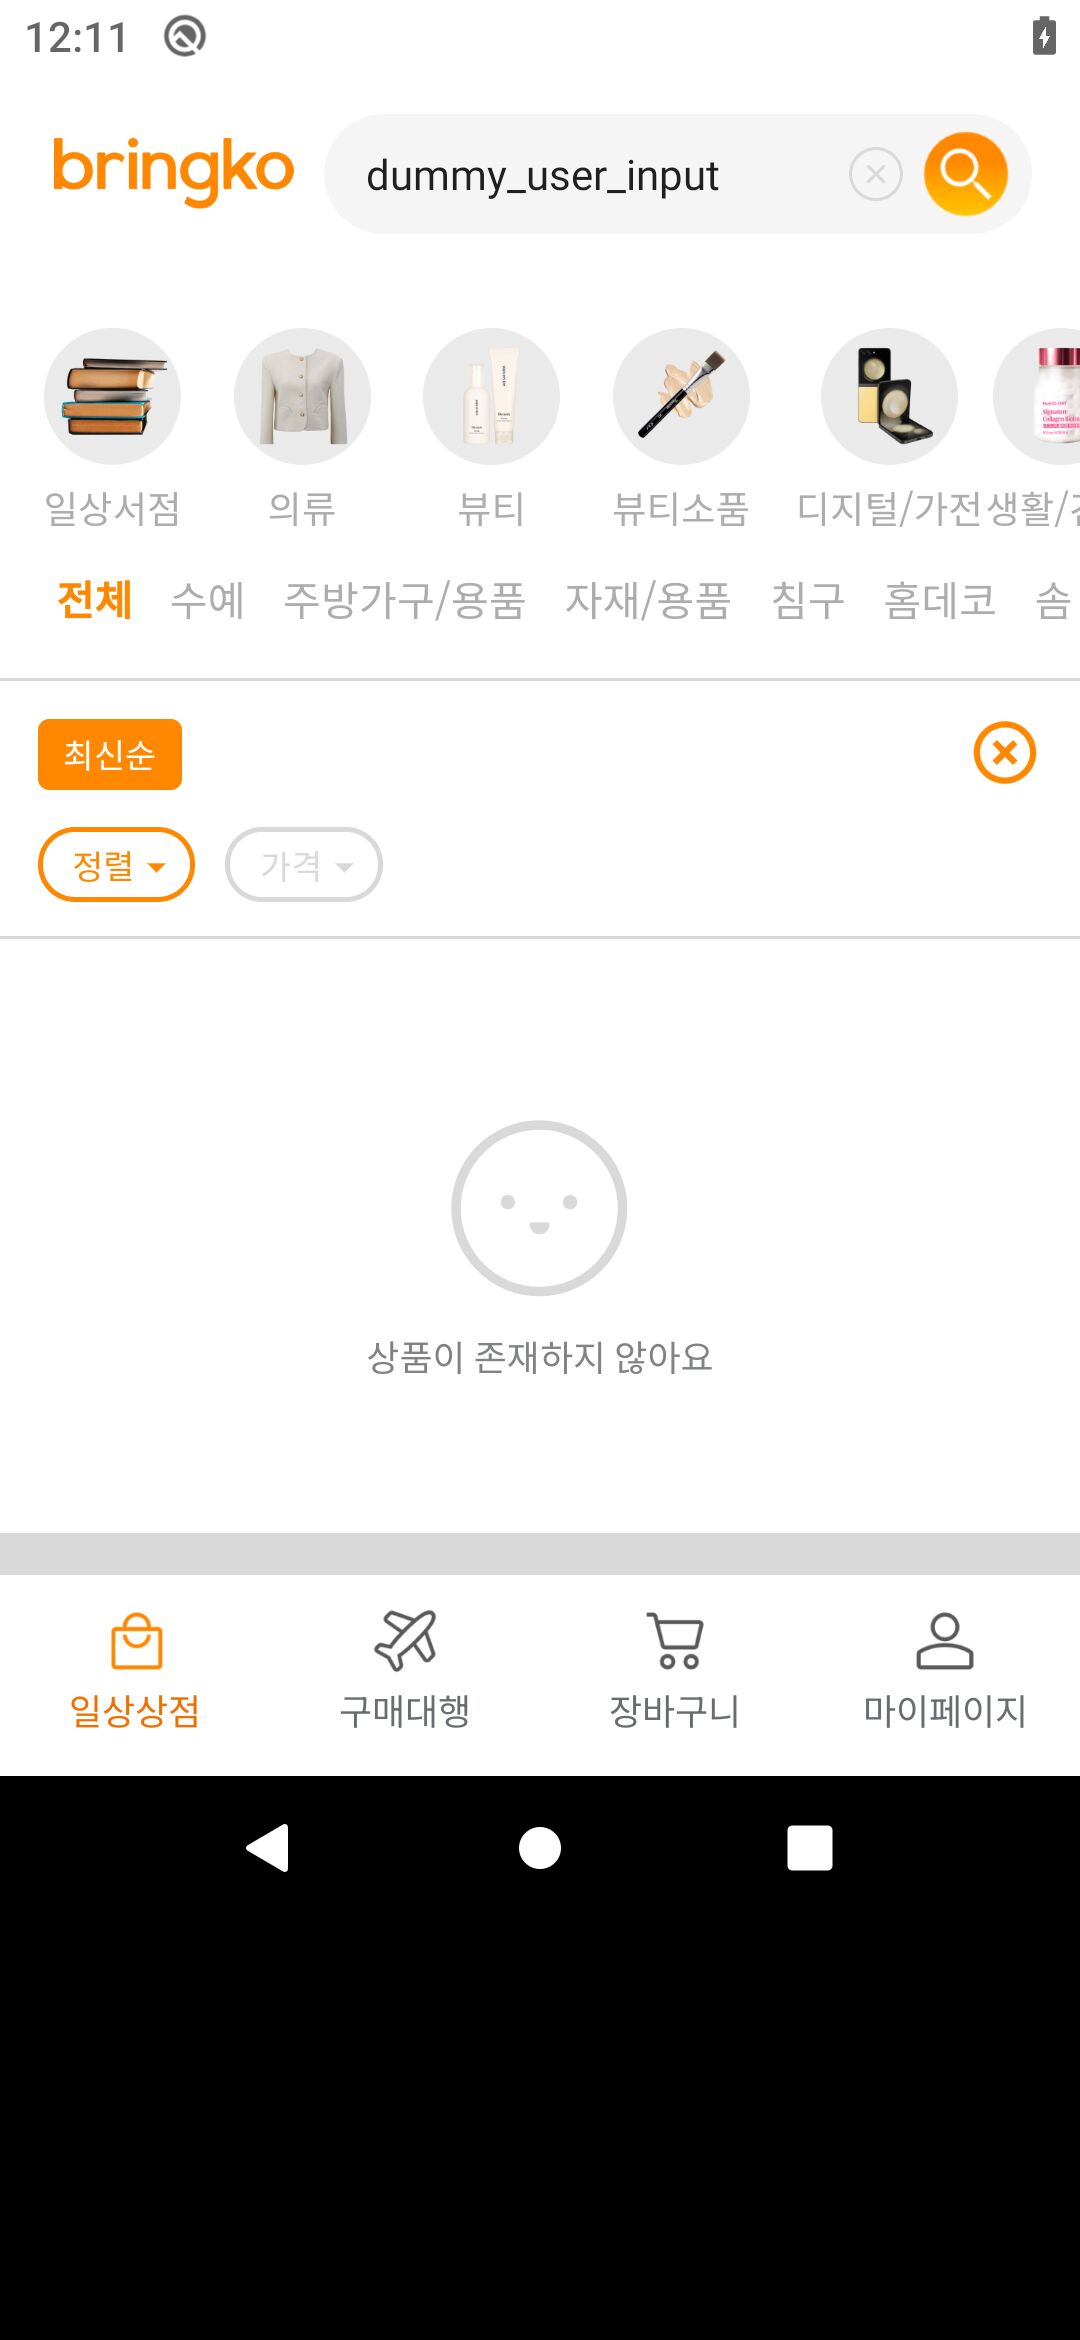 12:11
bringko
dummy_user_input
일상서점 의류 뷰티 뷰티소품 디지털/가전 생활/
전체 수예 주방가구/용품 자재/용품 침구 홈데코 솜
최신순
정렬 가격
상품이 존재하지 않아요
일상상점 구매대행 장바구니 마이페이지